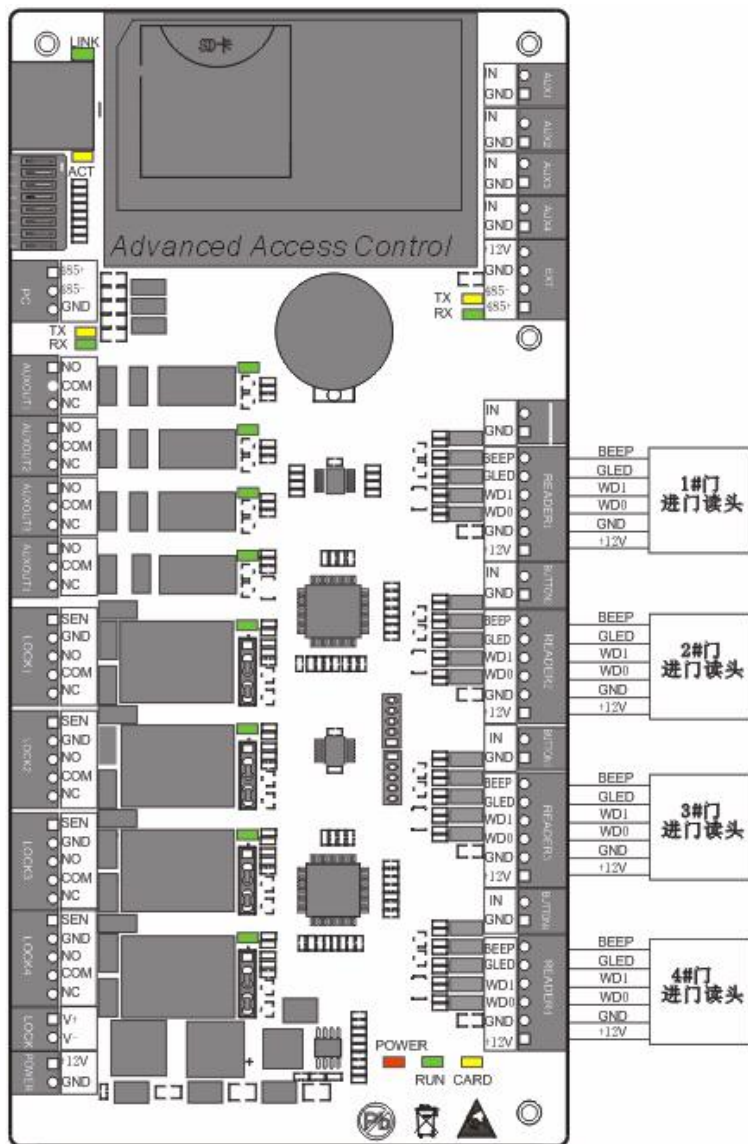 LINK
ACT
SD卡
Advanced Access Control
PC
485+
485-
GND
TX
RX
AUXOUT1
NO
COM
NC
AUXOUT2
NO
COM
NC
NO
COM
NC
NO
COM
NC
LOCK1
SEN
GND
NO
COM
NC
LOCK2
SEN
GND
NO
COM
NC
LOCK3
SEN
GND
NO
COM
NC
LOCK4
SEN
GND
NO
COM
NC
LOCK
V+
V-
POWER
+12V
GND
IN
GND
AUX1
IN
GND
AUX2
IN
GND
AUX3
IN
GND
AUX4
+12V
GND
485-
485+
EXT
TX
RX
IN
GND
BEEP
GLED
WD1
WD0
GND
+12V
READER1
IN
GND
BUTTON
BEEP
GLED
WD1
WD0
GND
+12V
READER2
IN
GND
BUTTON
BEEP
GLED
WD1
WD0
GND
+12V
READER3
IN
GND
BUTTON
BEEP
GLED
WD1
WD0
GND
+12V
READER4
BEEP
GLED
WD1
WD0
GND
+12V
1#门
进门读头
BEEP
GLED
WD1
WD0
GND
+12V
2#门
进门读头
BEEP
GLED
WD1
WD0
GND
+12V
3#门
进门读头
BEEP
GLED
WD1
WD0
GND
+12V
4#门
进门读头
POWER
RUN
CARD
+
Pb